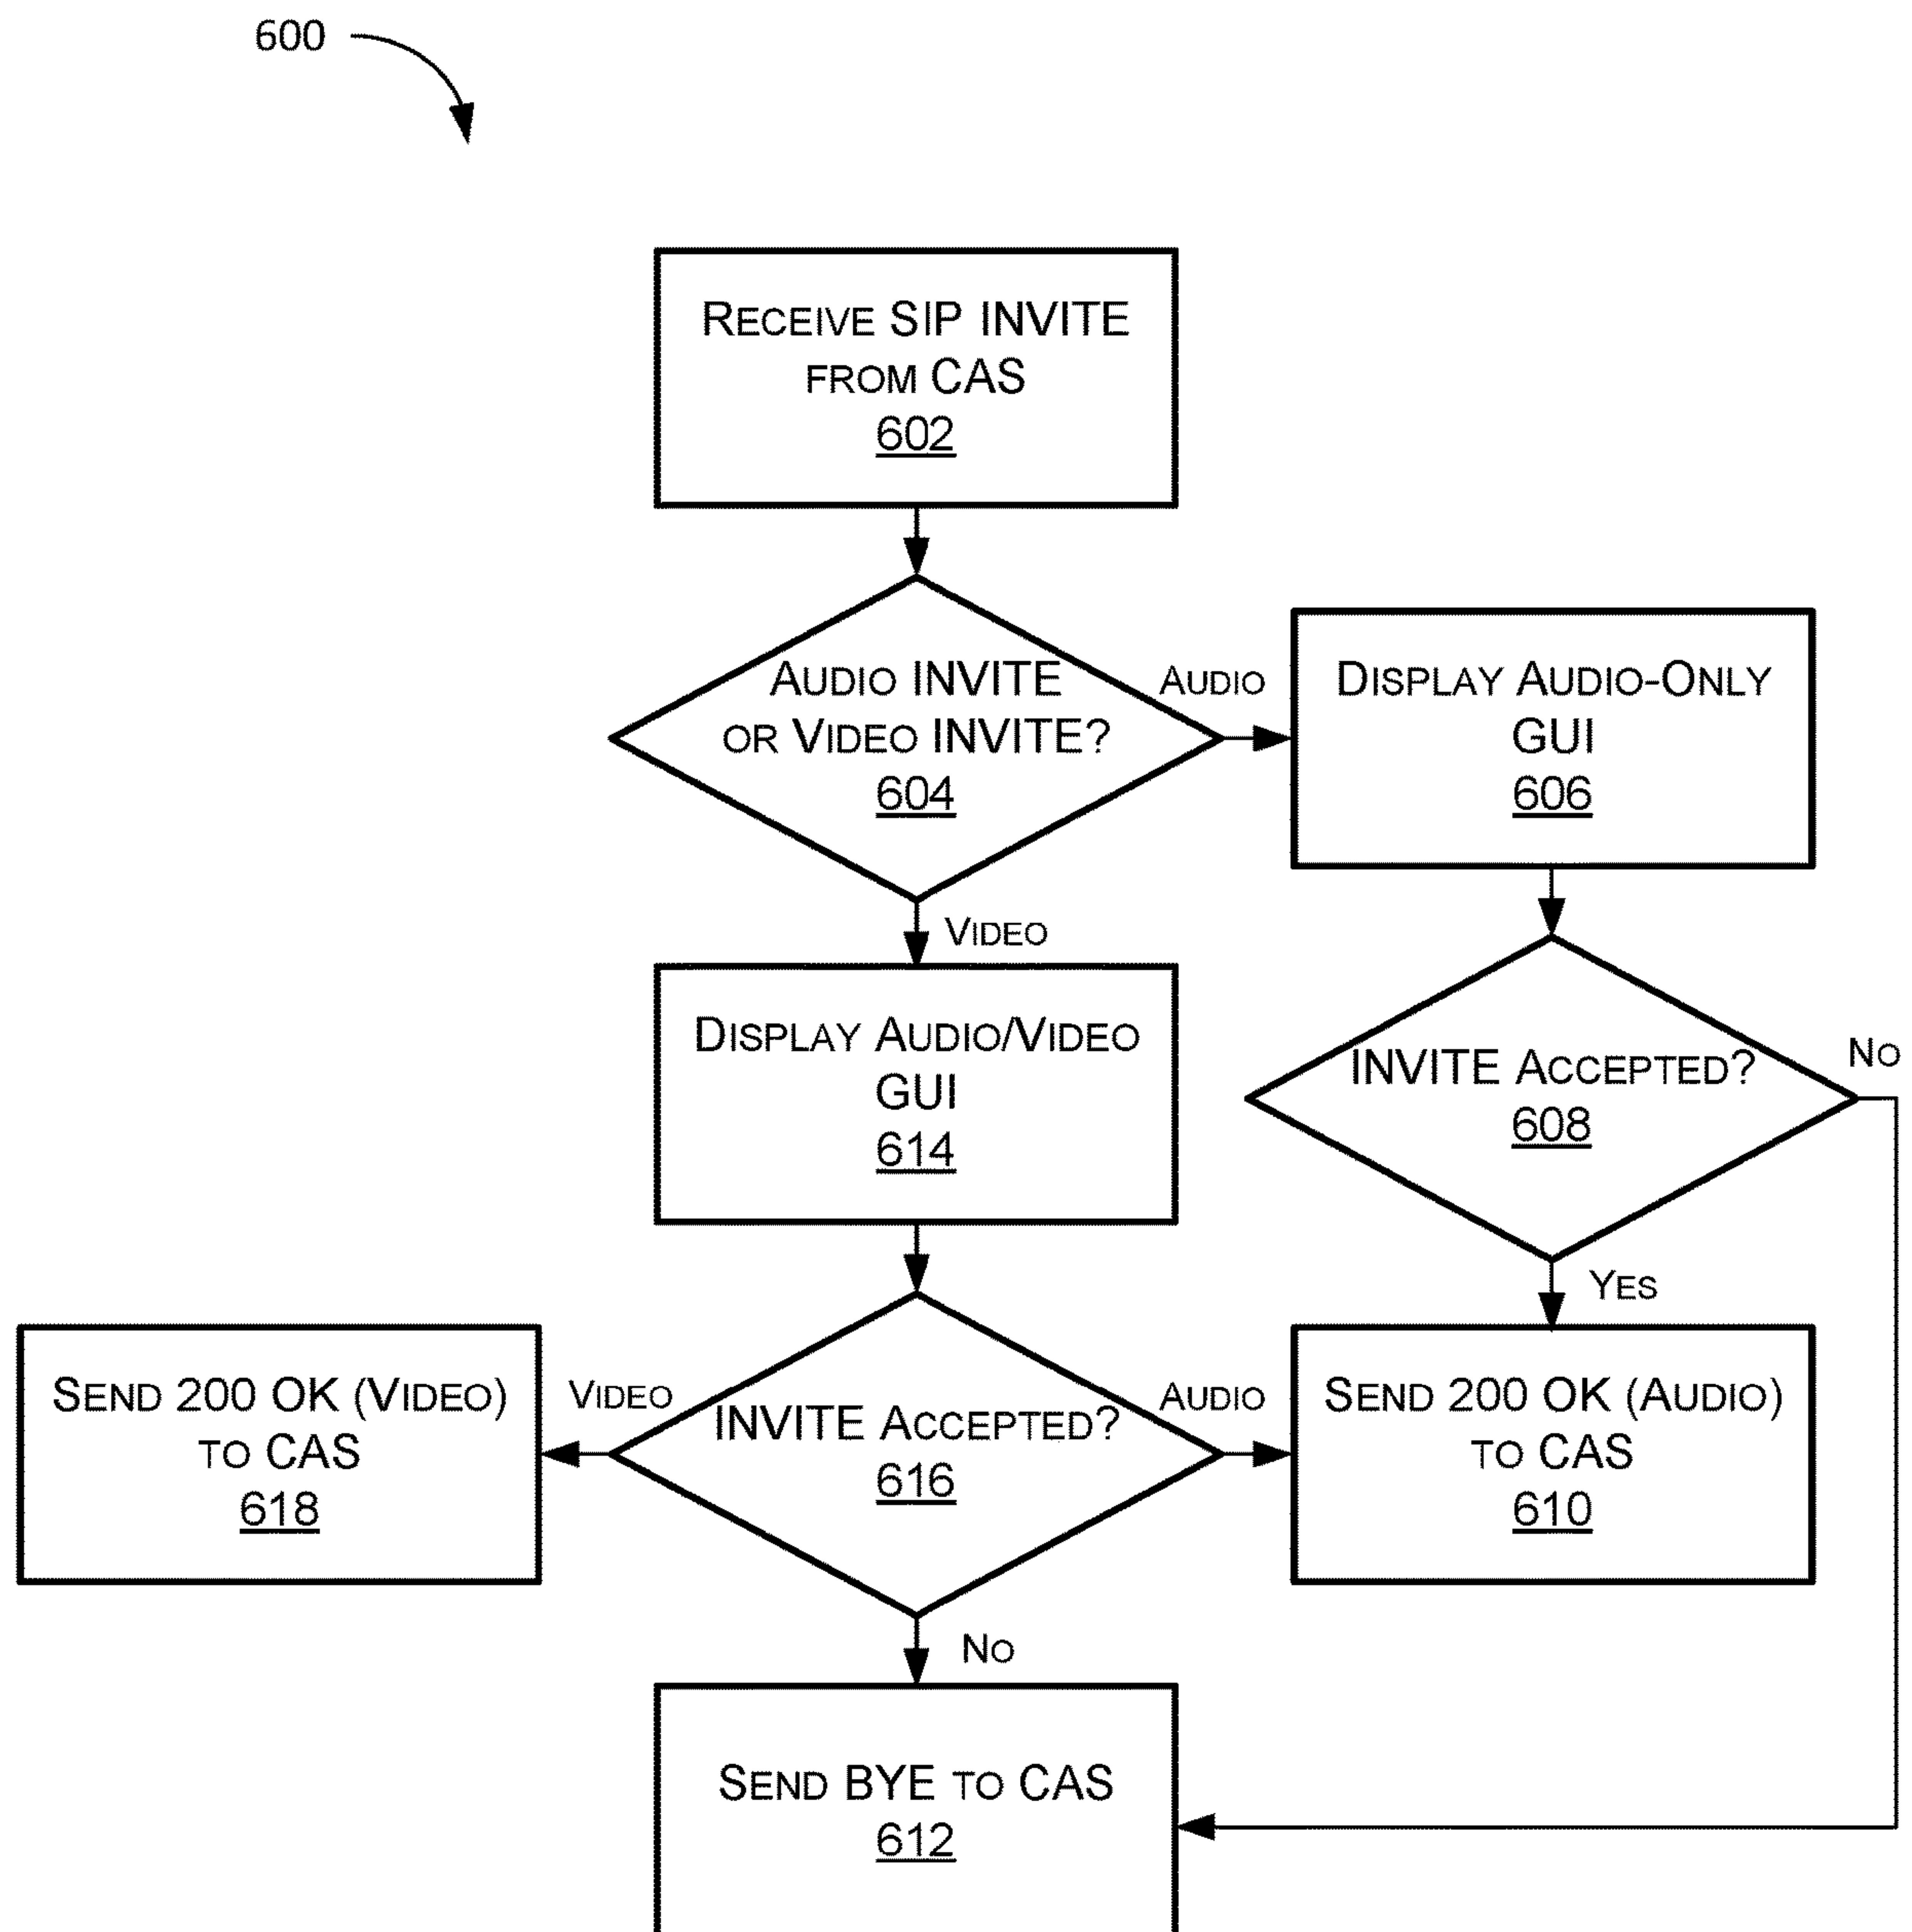 600
RECEIVE SIP INVITE
FROM CAS
602
AUDIO INVITE
OR VIDEO INVITE?
604
AUDIO
DISPLAY AUDIO-ONLY
GUI
606
VIDEO
DISPLAY AUDIO/VIDEO
GUI
614
INVITE ACCEPTED?
608
NO
YES
SEND 200 OK (VIDEO)
TO CAS
618
VIDEO
INVITE ACCEPTED?
616
AUDIO
SEND 200 OK (AUDIO)
TO CAS
610
NO
SEND BYE TO CAS
612